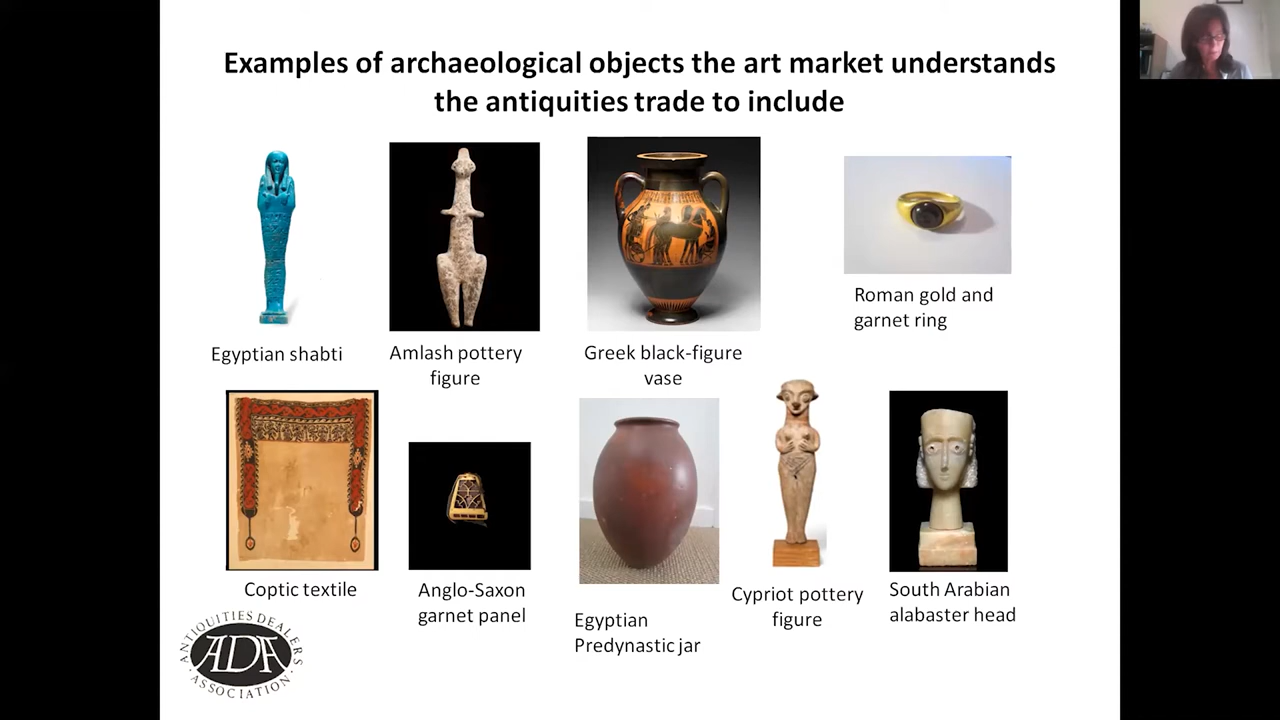 Examples of archaeological objects the art market understands
the antiquities trade to include
Egyptian shabti
Amlash pottery
figure
Greek black-figure
vase
Roman gold and
garnet ring
Coptic textile
Anglo-Saxon
garnet panel
Egyptian
Predynastic jar
Cypriot pottery
figure
South Arabian
alabaster head
ANTIQUITIES DEALERS
ADA
ASSOCIATION